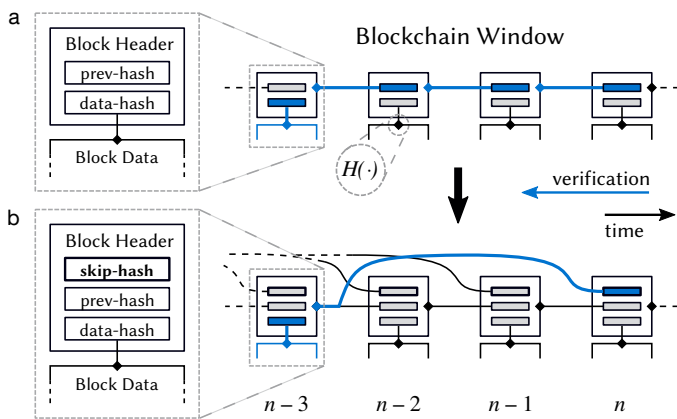 a
Block Header
prev-hash
data-hash
Block Data
Blockchain Window
H(·)
verification
time
b
Block Header
skip-hash
prev-hash
data-hash
Block Data
n − 3
n − 2
n − 1
n